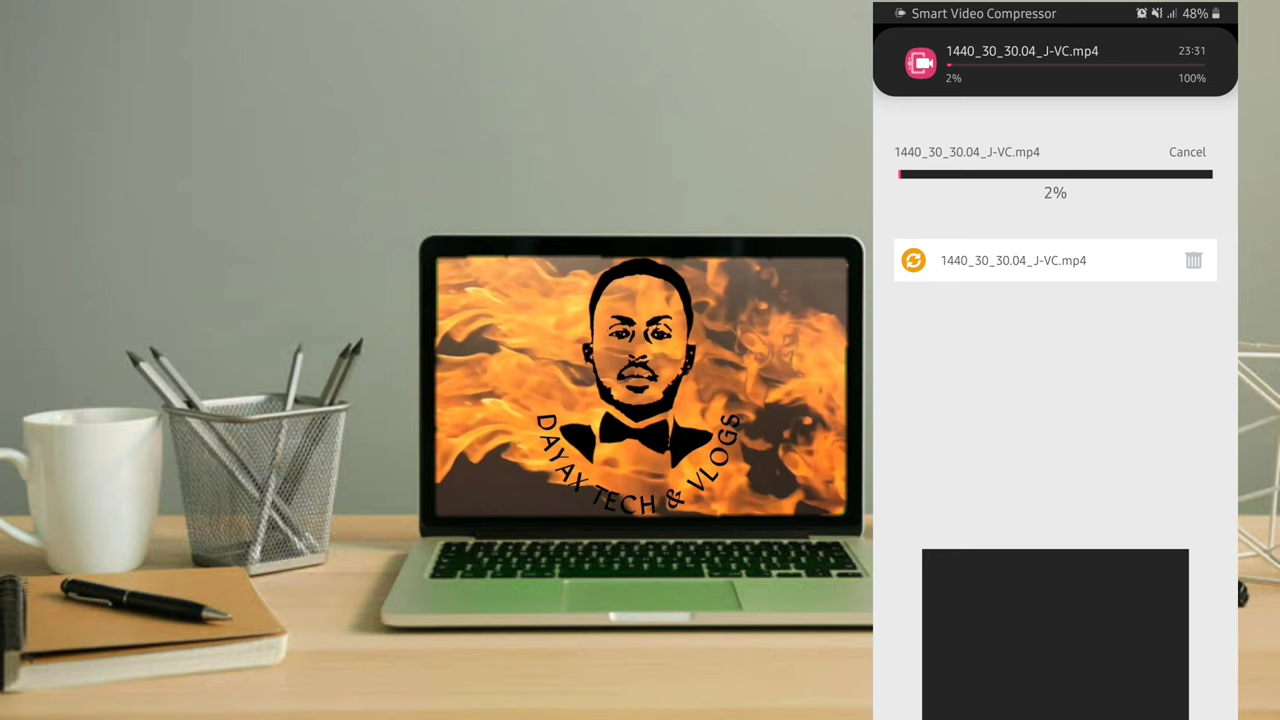 DAYAX TECH & VLOGS
Smart Video Compressor
48%
1440_30_30.04_J-VC.mp4
23:31
2%
100%
1440_30_30.04_J-VC.mp4
Cancel
2%
1440_30_30.04_J-VC.mp4